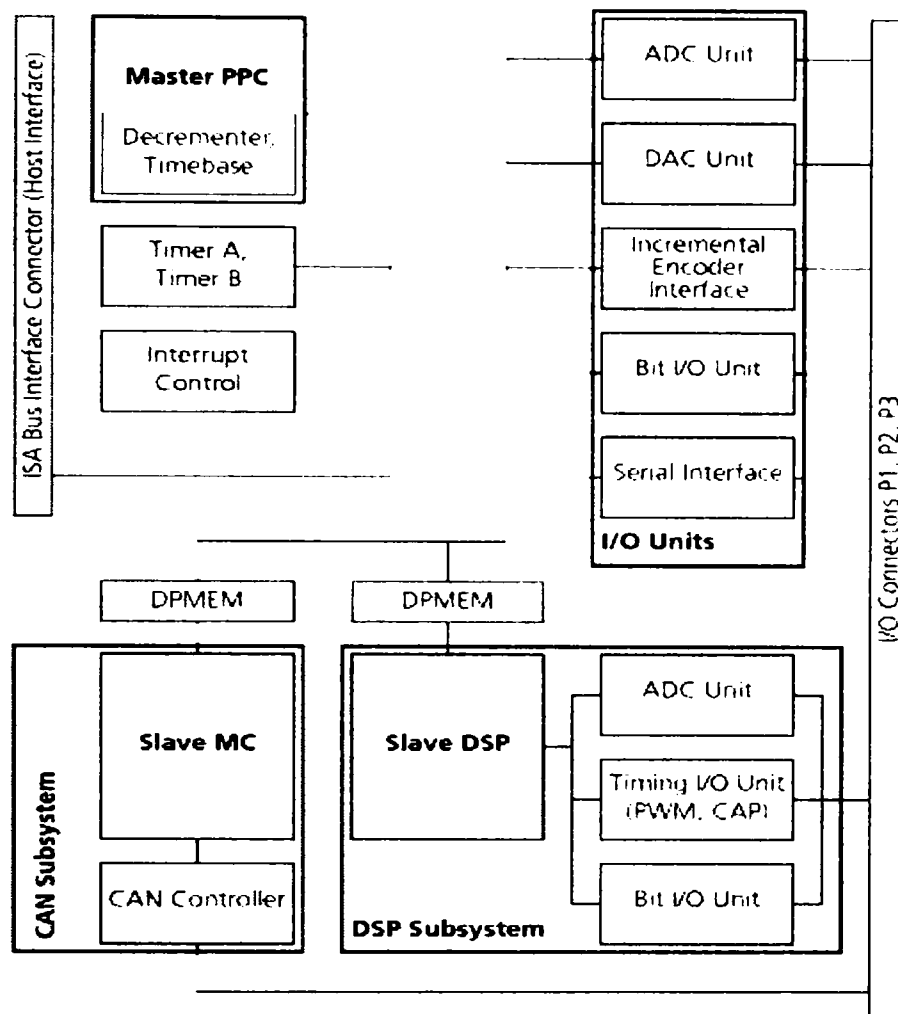 ISA Bus Interface Connector (Host Interface)
Master PPC
Decrementer,
Timebase
Timer A,
Timer B
Interrupt
Control
ADC Unit
DAC Unit
Incremental
Encoder
Interface
Bit I/O Unit
Serial Interface
I/O Units
I/O Connectors P1, P2, P3
DPMEM
DPMEM
CAN Subsystem
Slave MC
CAN Controller
Slave DSP
ADC Unit
Timing I/O Unit
(PWM, CAP)
Bit I/O Unit
DSP Subsystem